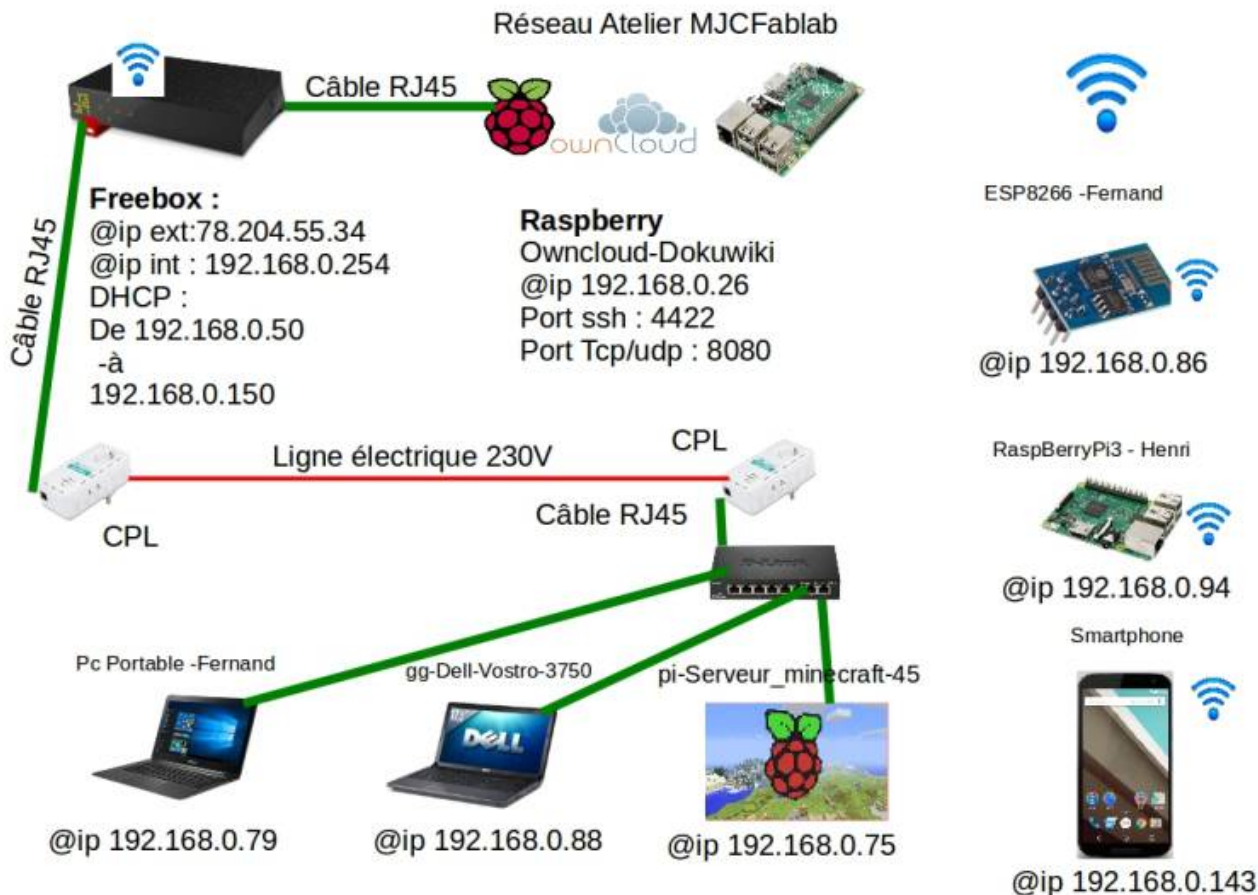 Réseau Atelier MJCFablab
Câble RJ45
ownCloud
Câble RJ45
Freebox :
@ip ext:78.204.55.34
@ip int : 192.168.0.254
DHCP :
De 192.168.0.50
-à
192.168.0.150
Raspberry
Owncloud-Dokuwiki
@ip 192.168.0.26
Port ssh : 4422
Port Tcp/udp : 8080
ESP8266 -Fernand
@ip 192.168.0.86
CPL
Ligne électrique 230V
CPL
Câble RJ45
RaspBerryPi3 - Henri
@ip 192.168.0.94
Pc Portable -Fernand
@ip 192.168.0.79
gg-Dell-Vostro-3750
DELL
@ip 192.168.0.88
pi-Serveur_minecraft-45
@ip 192.168.0.75
Smartphone
@ip 192.168.0.143